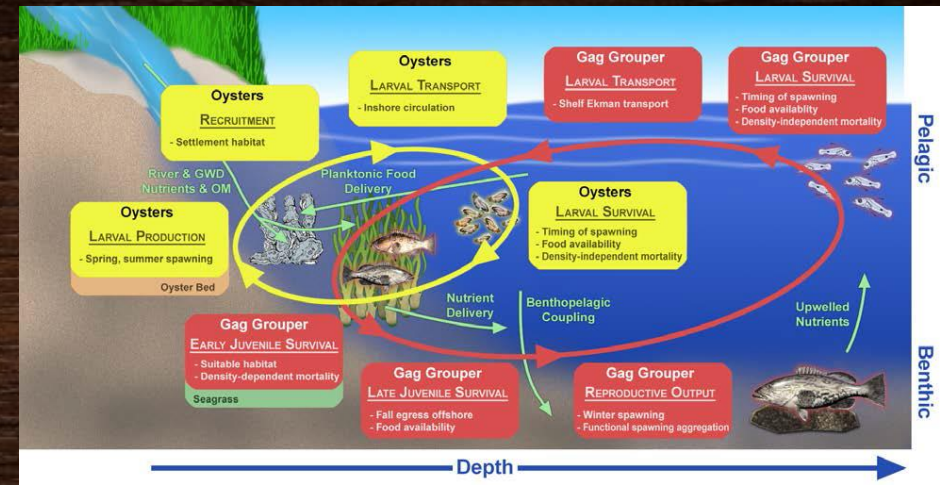 Oysters
LARVAL TRANSPORT
- Inshore circulation
Gag Grouper
LARVAL TRANSPORT
- Shelf Ekman transport
Gag Grouper
LARVAL SURVIVAL
- Timing of spawning
- Food availablity
- Density-independent mortality
Oysters
RECRUITMENT
- Settlement habitat
River & GWD
Nutrients & OM
Planktonic Food
Delivery
Oysters
LARVAL PRODUCTION
- Spring, summer spawning
Oyster Bed
Oysters
LARVAL SURVIVAL
- Timing of spawning
- Food availability
- Density-independent mortality
Nutrient
Delivery
Benthopelagic
Coupling
Upwelled
Nutrients
Gag Grouper
EARLY JUVENILE SURVIVAL
- Suitable habitat
- Density-dependent mortality
Seagrass
Gag Grouper
LATE JUVENILE SURVIVAL
- Fall egress offshore
- Food availability
Gag Grouper
REPRODUCTIVE OUTPUT
- Winter spawning
- Functional spawning aggregation
Pelagic
Benthic
Depth